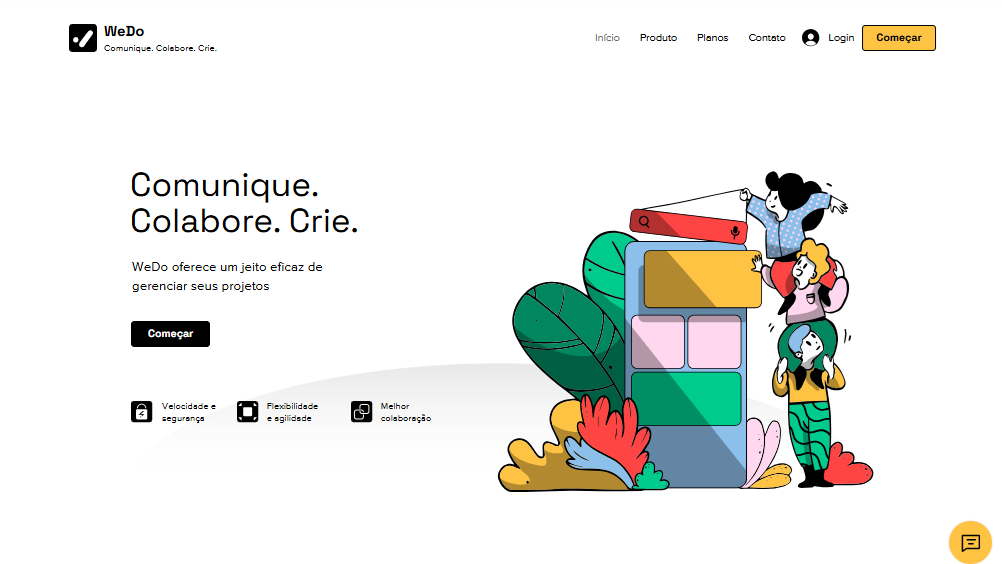 WeDo
Comunique. Colabore. Crie.
Início
Produto
Planos
Contato
Login
Começar
Comunique.
Colabore. Crie.
WeDo oferece um jeito eficaz de
gerenciar seus projetos
Começar
Velocidade e
segurança
Flexibilidade
e agilidade
Melhor
colaboração